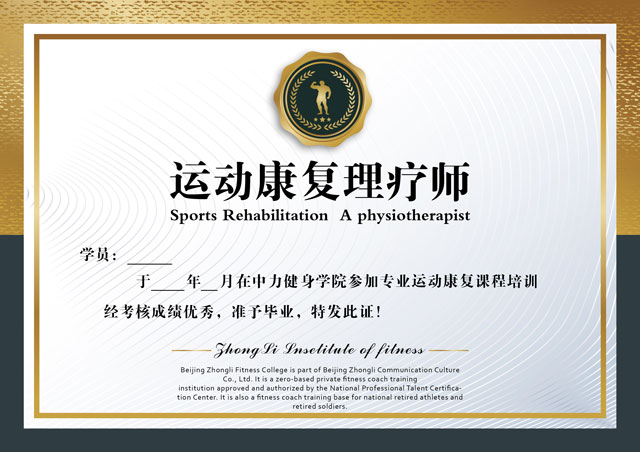 运动康复理疗师
Sports Rehabilitation A physiotherapist
学员：_____
于____年__月在中力健身学院参加专业运动康复课程培训
经考核成绩优秀，准予毕业，特发此证！
ZhongLi Insetitute of fitness
Beijing Zhongli Fitness College is part of Beijing Zhongli Communication Culture
Co., Ltd. It is a zero-based private fitness coach training
institution approved and authorized by the National Professional Talent Certifica-
tion Center. It is also a fitness coach training base for national retired athletes and
retired soldiers.